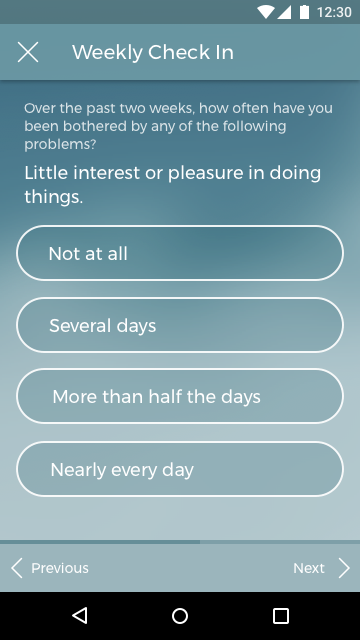 12:30
Weekly Check In
Over the past two weeks, how often have you
been bothered by any of the following
problems?
Little interest or pleasure in doing
things.
Not at all
Several days
More than half the days
Nearly every day
Previous
Next